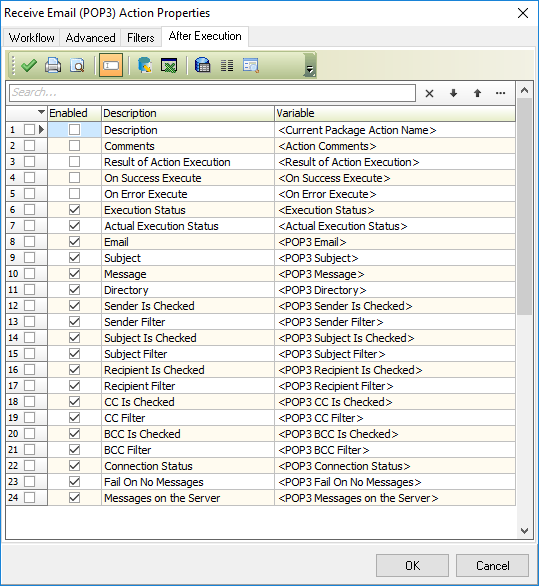 Receive Email (POP3) Action Properties
Workflow Advanced Filters After Execution
Search...
Enabled Description Variable
1 Description <Current Package Action Name>
2 Comments <Action Comments>
3 Result of Action Execution <Result of Action Execution>
4 On Success Execute <On Success Execute>
5 On Error Execute <On Error Execute>
6 Execution Status <Execution Status>
7 Actual Execution Status <Actual Execution Status>
8 Email <POP3 Email>
9 Subject <POP3 Subject>
10 Message <POP3 Message>
11 Directory <POP3 Directory>
12 Sender Is Checked <POP3 Sender Is Checked>
13 Sender Filter <POP3 Sender Filter>
14 Subject Is Checked <POP3 Subject Is Checked>
15 Subject Filter <POP3 Subject Filter>
16 Recipient Is Checked <POP3 Recipient Is Checked>
17 Recipient Filter <POP3 Recipient Filter>
18 CC Is Checked <POP3 CC Is Checked>
19 CC Filter <POP3 CC Filter>
20 BCC Is Checked <POP3 BCC Is Checked>
21 BCC Filter <POP3 BCC Filter>
22 Connection Status <POP3 Connection Status>
23 Fail On No Messages <POP3 Fail On No Messages>
24 Messages on the Server <POP3 Messages on the Server>
OK Cancel